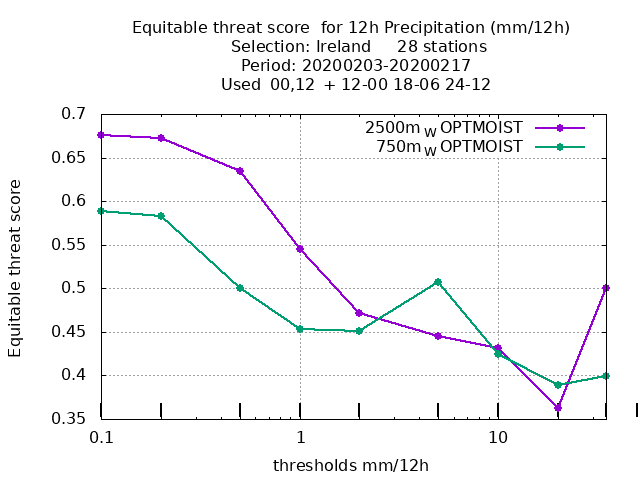 Equitable threat score  for 12h Precipitation (mm/12h)
Selection: Ireland     28 stations
Period: 20200203-20200217
Used  00,12  + 12-00 18-06 24-12
2500m W OPTMOIST
750m W OPTMOIST
Equitable threat score
0.7
0.65
0.6
0.55
0.5
0.45
0.4
0.35
0.1
1
10
thresholds mm/12h